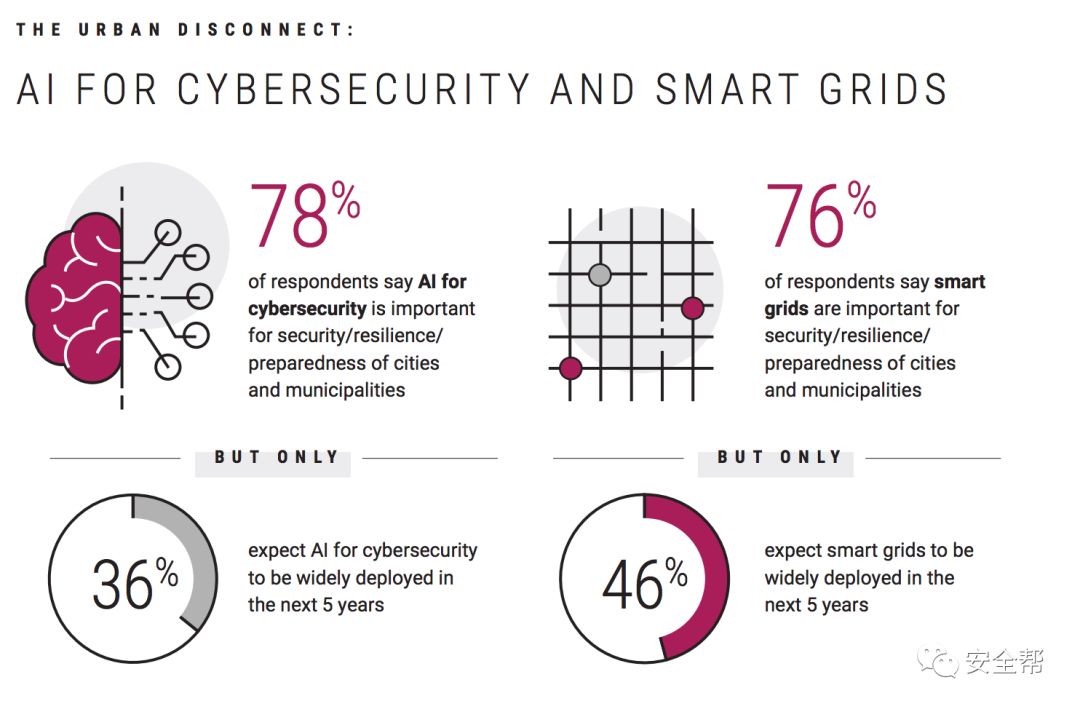 THE URBAN DISCONNECT:
AI FOR CYBERSECURITY AND SMART GRIDS
78%
of respondents say AI for
cybersecurity is important
for security/resilience/
preparedness of cities
and municipalities
76%
of respondents say smart
grids are important for
security/resilience/
preparedness of cities
and municipalities
BUT ONLY
36%
expect AI for cybersecurity
to be widely deployed in
the next 5 years
BUT ONLY
46%
expect smart grids to be
widely deployed in the
next 5 years
安全帮